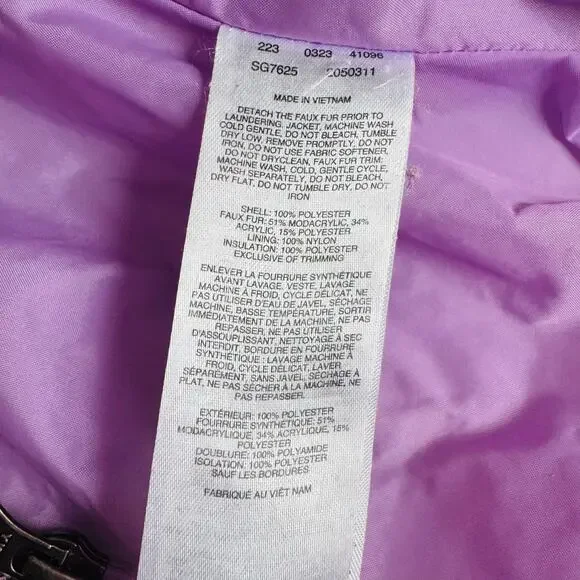 223 0323 41096
SG7625 2050311
MADE IN VIETNAM
DETACH THE FAUX FUR PRIOR TO
LAUNDERING. JACKET, MACHINE WASH
COLD GENTLE, DO NOT BLEACH, TUMBLE
DRY LOW, REMOVE PROMPTLY, DO NOT
IRON, DO NOT USE FABRIC SOFTENER,
DO NOT DRYCLEAN, FAUX FUR TRIM:
MACHINE WASH, COLD, GENTLE CYCLE,
WASH SEPARATELY, DO NOT BLEACH,
DRY FLAT, DO NOT TUMBLE DRY, DO NOT
IRON
SHELL: 100% POLYESTER
FAUX FUR: 51% MODACRYLIC, 34%
ACRYLIC, 15% POLYESTER
LINING: 100% NYLON
INSULATION: 100% POLYESTER
EXCLUSIVE OF TRIMMING
ENLEVER LA FOURRURE SYNTHÉTIQUE
AVANT LAVAGE, VESTE, LAVAGE
MACHINE À FROID, CYCLE DÉLICAT, NE
PAS UTILISER D'EAU DE JAVEL, SÉCHAGE
MACHINE, BASSE TEMPÉRATURE, SORTIR
IMMÉDIATEMENT DE LA MACHINE, NE PAS
REPASSER, NE PAS UTILISER
D'ASSOUPLISSANT, NETTOYAGE À SEC
INTERDIT, BORDURE EN FOURRURE
SYNTHÉTIQUE : LAVAGE MACHINE À
FROID, CYCLE DÉLICAT, LAVER
SÉPARÉMENT, SANS JAVEL, SÉCHAGE À
PLAT, NE PAS SÉCHER À LA MACHINE, NE
PAS REPASSER.
EXTÉRIEUR: 100% POLYESTER
FOURRURE SYNTHÉTIQUE: 51%
MODACRYLIQUE, 34% ACRYLIQUE, 15%
POLYESTER
DOUBLURE: 100% POLYAMIDE
ISOLATION: 100% POLYESTER
SAUF LES BORDURES
FABRIQUÉ AU VIÊT NAM